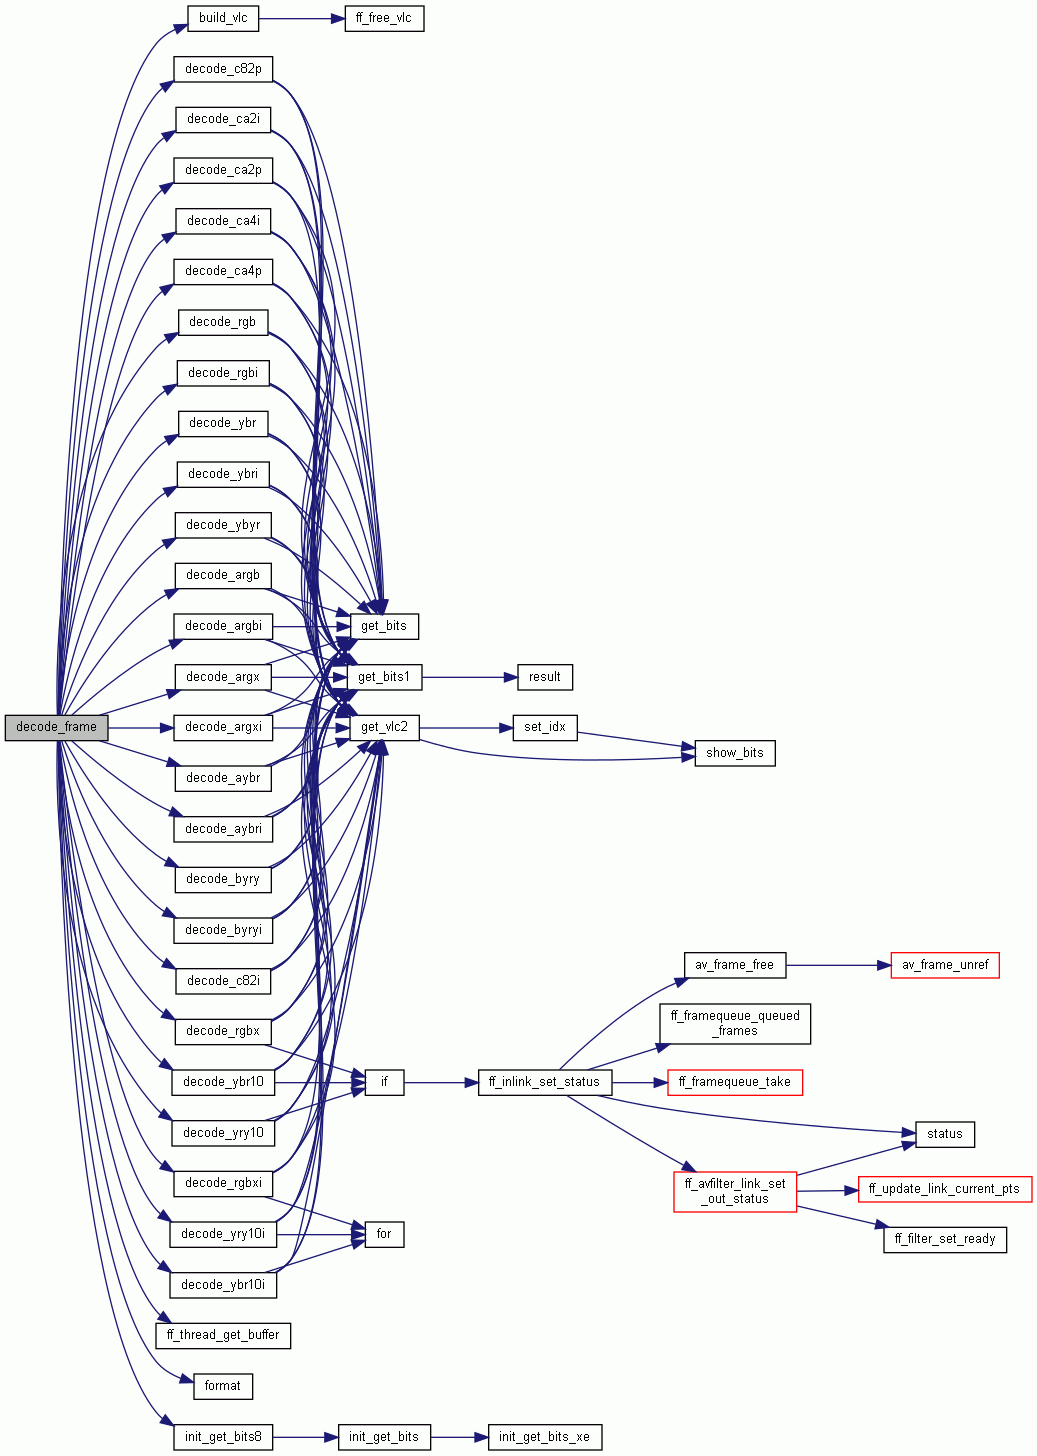 build_vlc
ff_free_vlc
decode_c82p
decode_ca2i
decode_ca2p
decode_ca4i
decode_ca4p
decode_rgb
decode_rgbi
decode_ybr
decode_ybri
decode_ybyr
decode_argb
decode_argbi
get_bits
decode_argx
get_bits1
result
decode_frame
decode_argxi
get_vlc2
set_idx
show_bits
decode_aybr
decode_aybri
decode_byry
decode_byryi
decode_c82i
av_frame_free
av_frame_unref
ff_framequeue_queued
_frames
decode_rgbx
decode_ybr10
if
ff_inlink_set_status
ff_framequeue_take
decode_yry10
status
decode_rgbxi
ff_avfilter_link_set
_out_status
ff_update_link_current_pts
decode_yry10i
for
ff_filter_set_ready
decode_ybr10i
ff_thread_get_buffer
format
init_get_bits8
init_get_bits
init_get_bits_xe